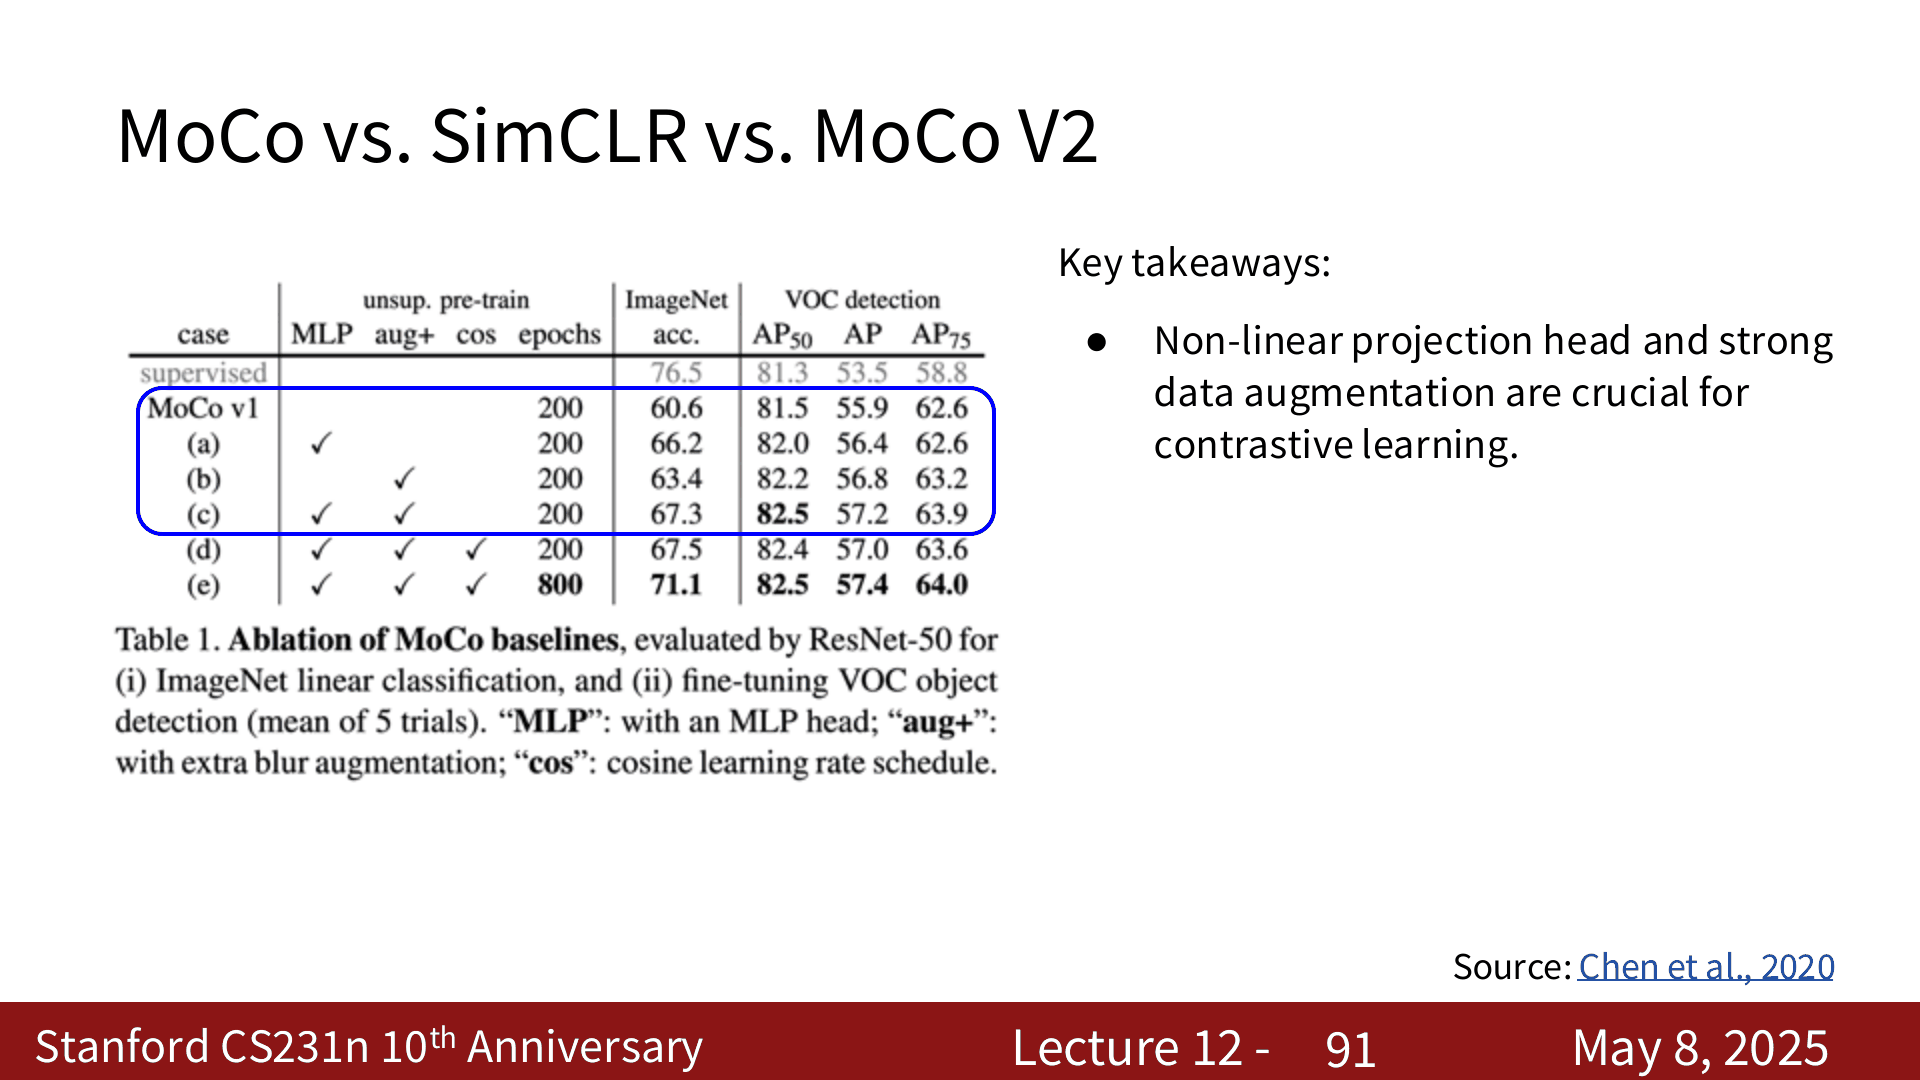 MoCo vs. SimCLR vs. MoCo V2
unsup. pre-train ImageNet VOC detection
case MLP aug+ cos epochs acc. AP50 AP AP75
supervised 76.5 81.3 53.5 58.8
MoCo v1 200 60.6 81.5 55.9 62.6
(a) ✓ 200 66.2 82.0 56.4 62.6
(b) ✓ 200 63.4 82.2 56.8 63.2
(c) ✓ ✓ 200 67.3 82.5 57.2 63.9
(d) ✓ ✓ ✓ 200 67.5 82.4 57.0 63.6
(e) ✓ ✓ ✓ 800 71.1 82.5 57.4 64.0
Table 1. Ablation of MoCo baselines, evaluated by ResNet-50 for
(i) ImageNet linear classification, and (ii) fine-tuning VOC object
detection (mean of 5 trials). “MLP”: with an MLP head; “aug+”:
with extra blur augmentation; “cos”: cosine learning rate schedule.
Key takeaways:
● Non-linear projection head and strong
data augmentation are crucial for
contrastive learning.
Source: Chen et al., 2020
Stanford CS231n 10th Anniversary Lecture 12 - 91 May 8, 2025